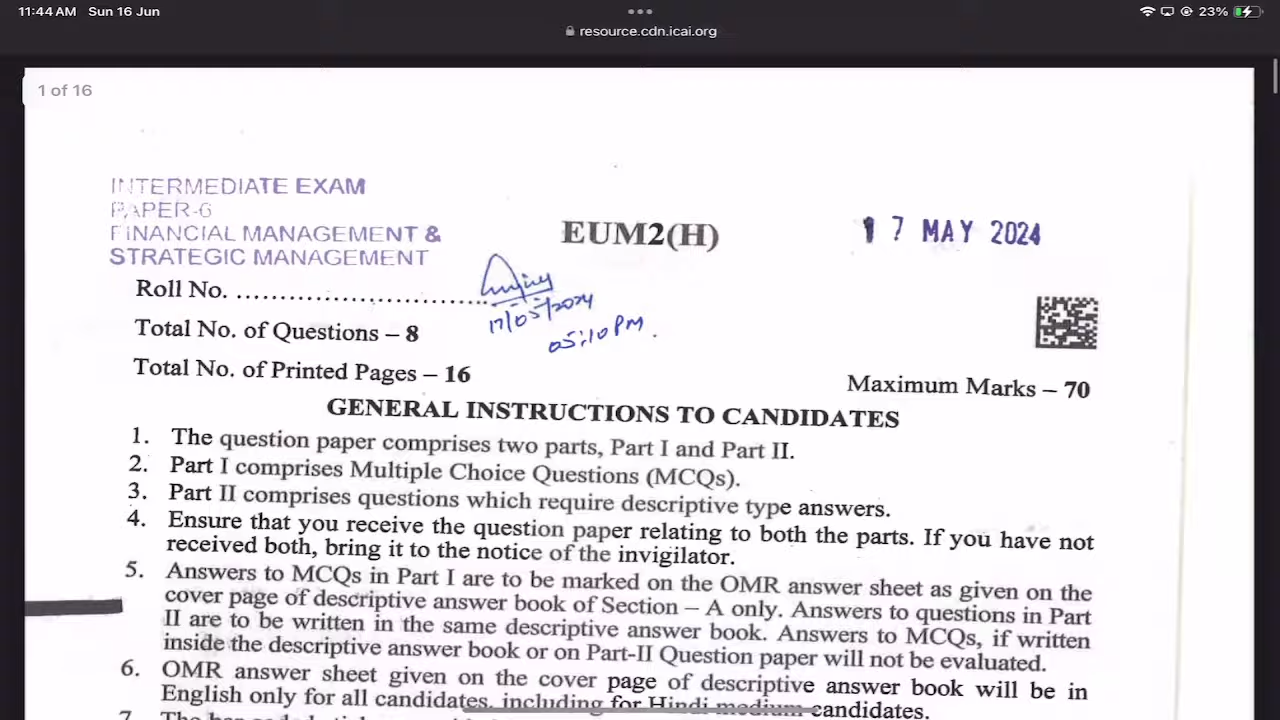 11:44 AM Sun 16 Jun
23%
resource.cdn.icai.org
1 of 16
INTERMEDIATE EXAM
PAPER-6
FINANCIAL MANAGEMENT &
STRATEGIC MANAGEMENT
EUM2(H)
17 MAY 2024
Roll No. ................................
17/05/2024
05:10 PM.
Total No. of Questions – 8
Total No. of Printed Pages – 16
Maximum Marks – 70
GENERAL INSTRUCTIONS TO CANDIDATES
1. The question paper comprises two parts, Part I and Part II.
2. Part I comprises Multiple Choice Questions (MCQs).
3. Part II comprises questions which require descriptive type answers.
4. Ensure that you receive the question paper relating to both the parts. If you have not
received both, bring it to the notice of the invigilator.
5. Answers to MCQs in Part I are to be marked on the OMR answer sheet as given on the
cover page of descriptive answer book of Section – A only. Answers to questions in Part
II are to be written in the same descriptive answer book. Answers to MCQs, if written
inside the descriptive answer book or on Part-II Question paper will not be evaluated.
6. OMR answer sheet given on the cover page of descriptive answer book will be in
English only for all candidates, including for Hindi medium candidates.
7. The bar